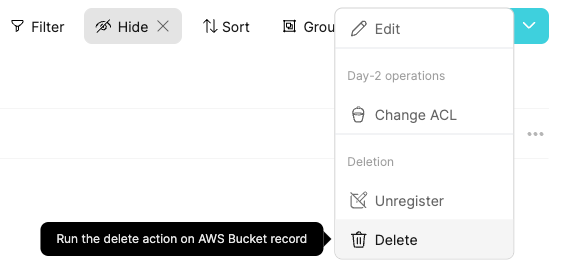 Filter
Hide
Sort
Grou
Edit
Day-2 operations
Change ACL
Deletion
Unregister
Run the delete action on AWS Bucket record
Delete